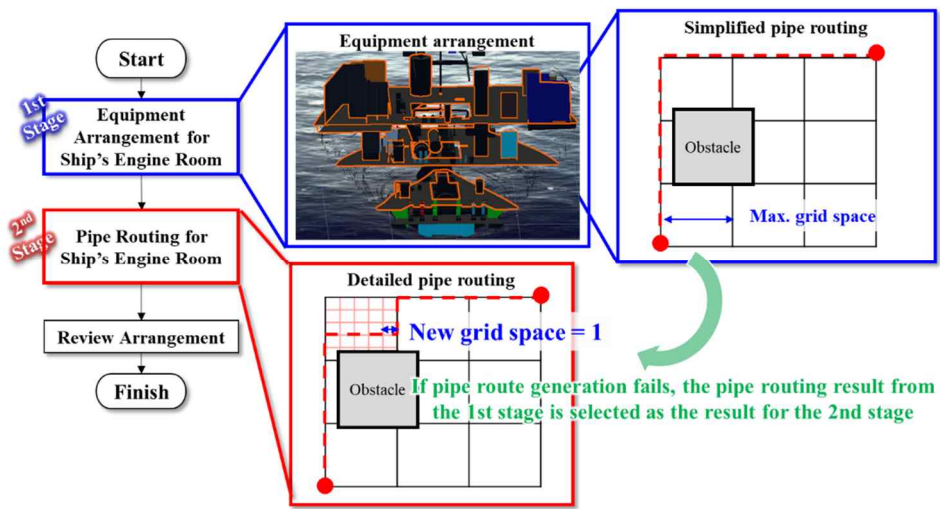 Start
1st
Stage
Equipment
Arrangement for
Ship's Engine Room
2nd
Stage
Pipe Routing for
Ship's Engine Room
Review Arrangement
Finish
Equipment arrangement
Simplified pipe routing
Obstacle
Max. grid space
Detailed pipe routing
New grid space = 1
Obstacle
If pipe route generation fails, the pipe routing result from
the 1st stage is selected as the result for the 2nd stage